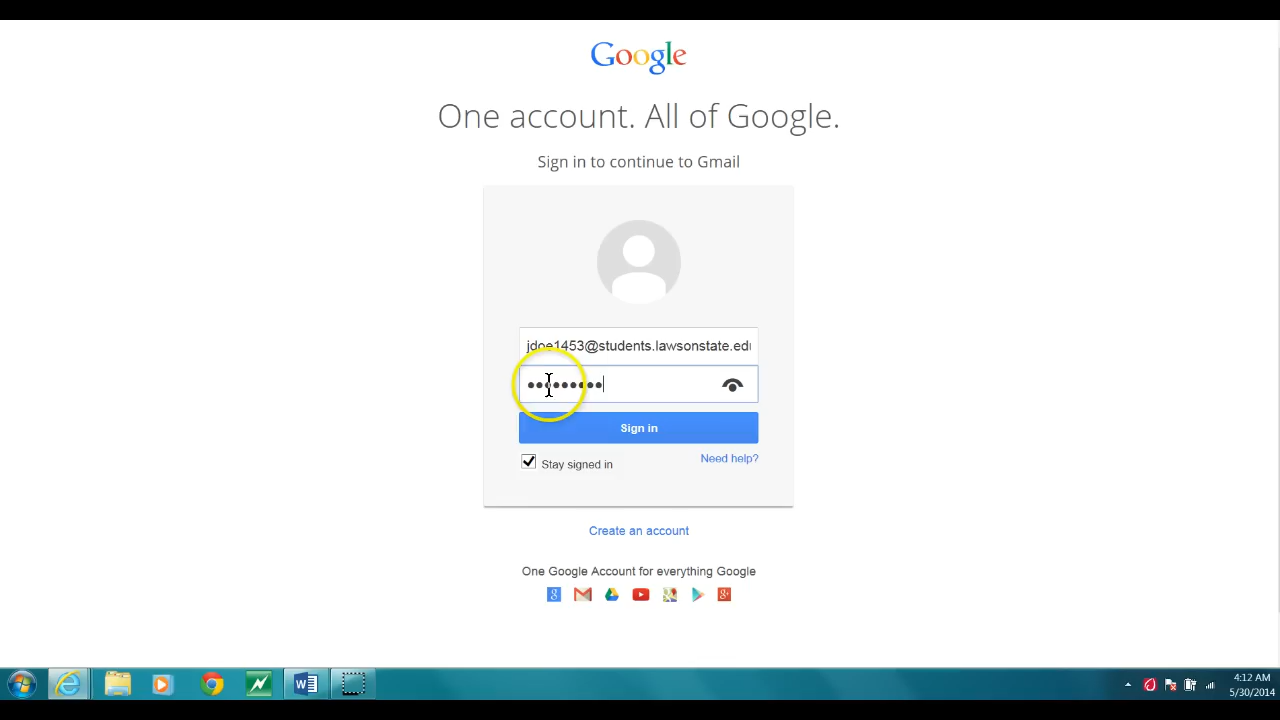 Google
One account. All of Google.
Sign in to continue to Gmail
jdoe1453@students.lawsonstate.edu
•••••••••
Sign in
Stay signed in
Need help?
Create an account
One Google Account for everything Google
4:12 AM
5/30/2014